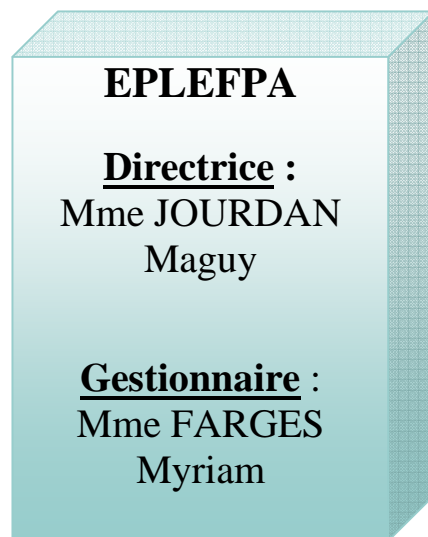 EPLEFPA
Directrice :
Mme JOURDAN
Maguy
Gestionnaire :
Mme FARGES
Myriam